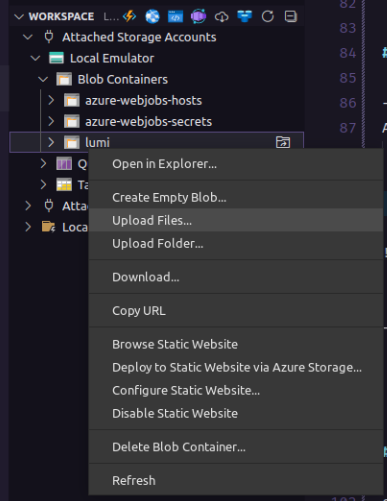 WORKSPACE L...
82
Attached Storage Accounts
Local Emulator
84
Blob Containers
85
azure-webjobs-hosts
86
azure-webjobs-secrets
87
lumi
Q
Ta
Atta
Loca
Open in Explorer...
Create Empty Blob...
Upload Files...
Upload Folder...
Download...
Copy URL
Browse Static Website
Deploy to Static Website via Azure Storage...
Configure Static Website...
Disable Static Website
Delete Blob Container...
Refresh